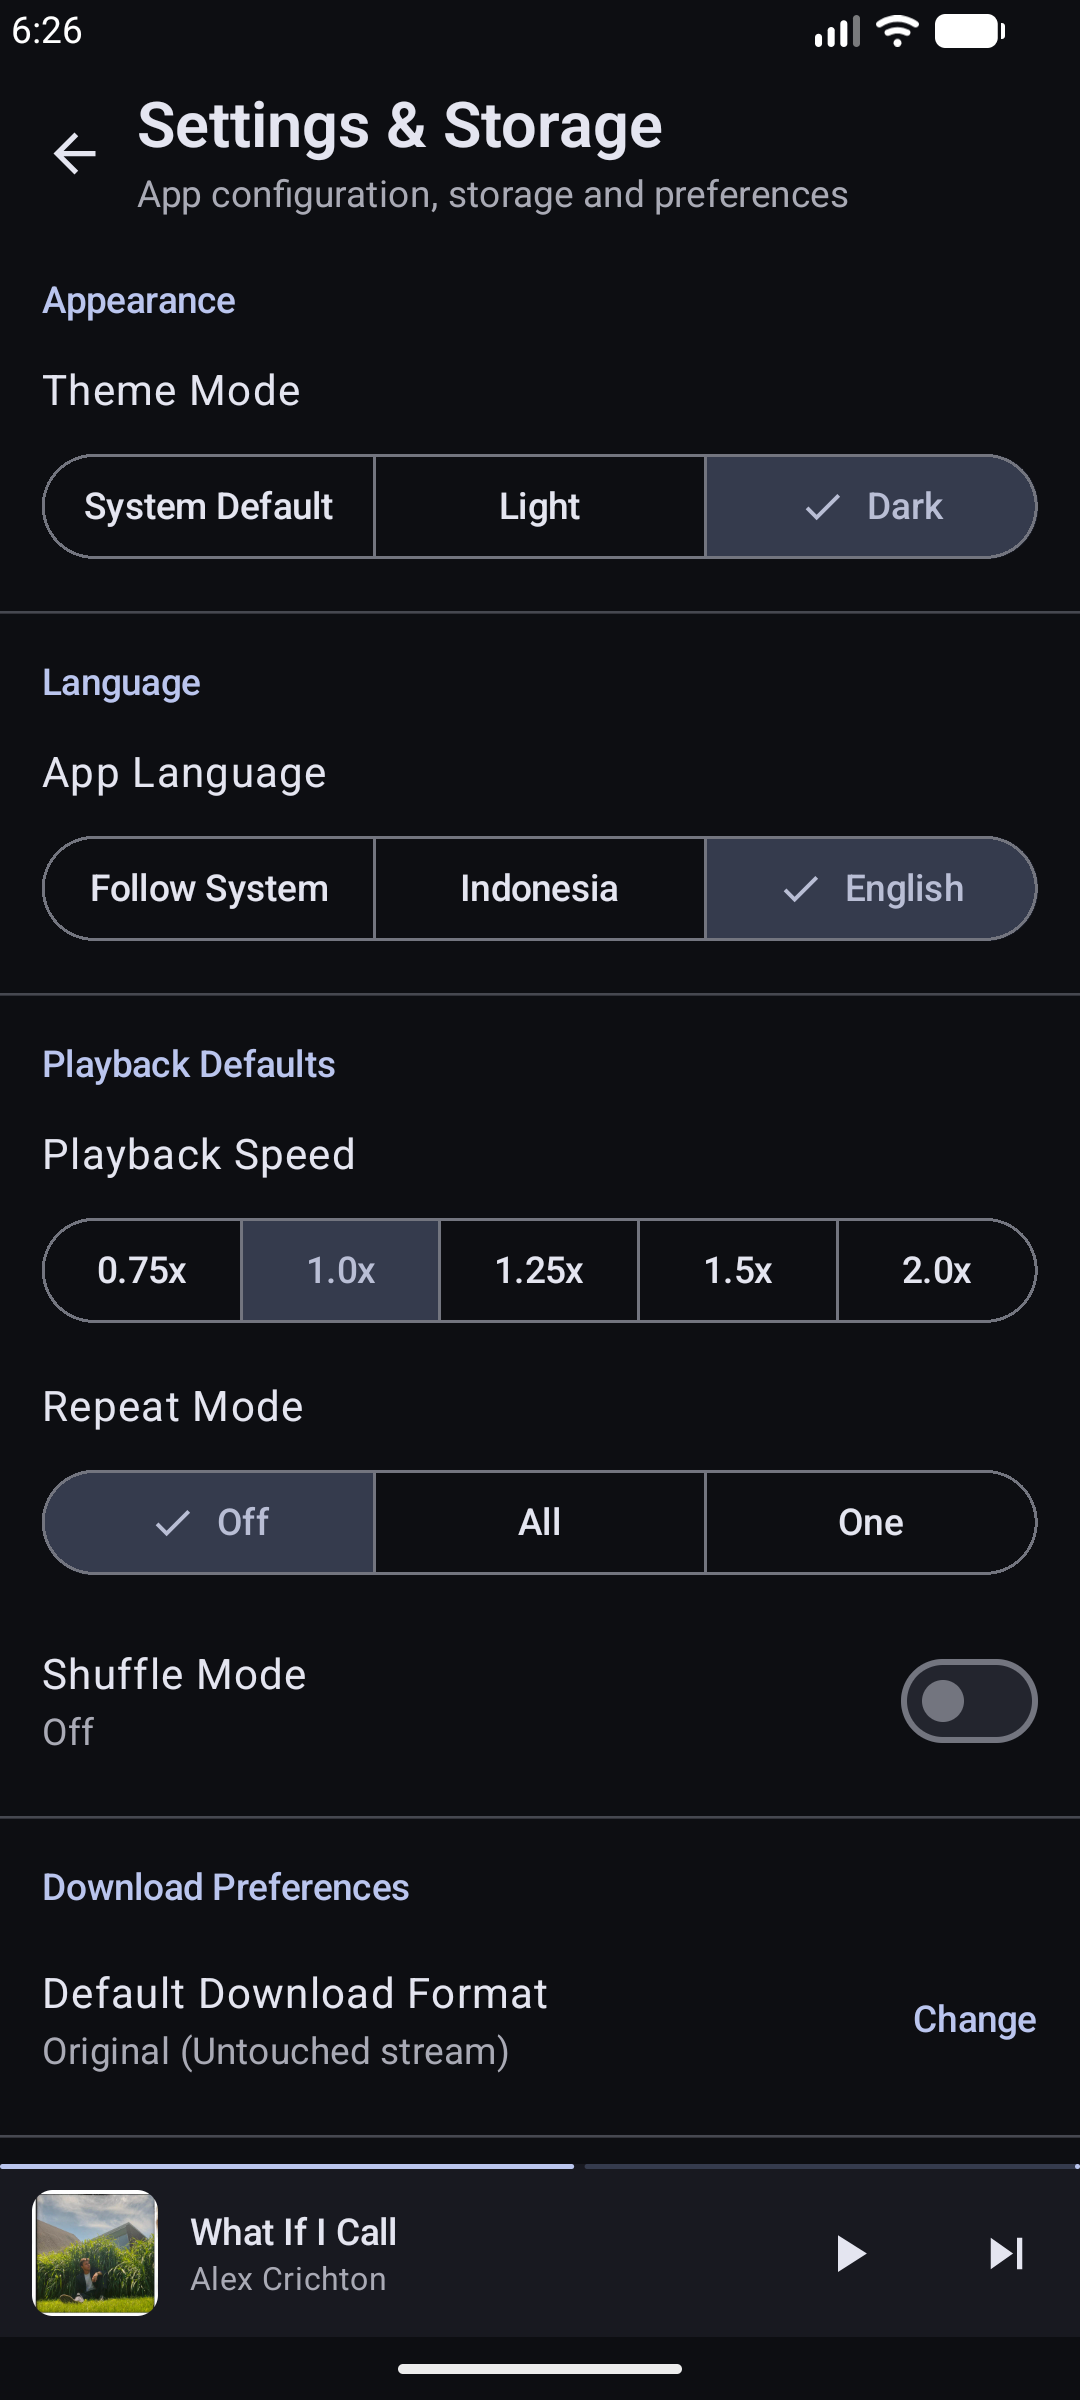 6:26
Settings & Storage
App configuration, storage and preferences
Appearance
Theme Mode
System Default
Light
Dark
Language
App Language
Follow System
Indonesia
English
Playback Defaults
Playback Speed
0.75x
1.0x
1.25x
1.5x
2.0x
Repeat Mode
Off
All
One
Shuffle Mode
Off
Download Preferences
Default Download Format
Original (Untouched stream)
Change
What If I Call
Alex Crichton